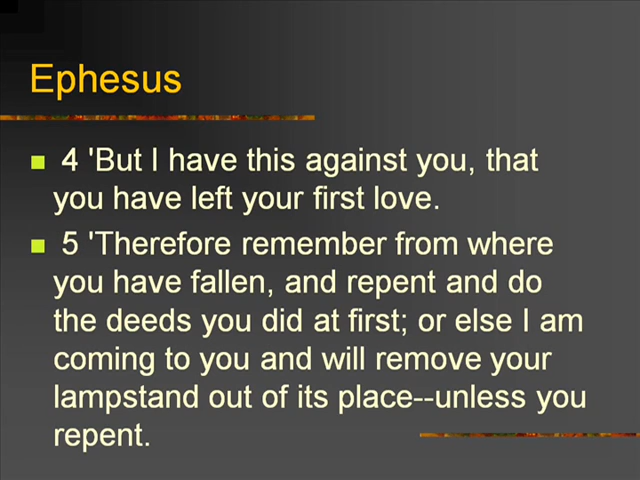 Ephesus
4 'But I have this against you, that
you have left your first love.
5 'Therefore remember from where
you have fallen, and repent and do
the deeds you did at first; or else I am
coming to you and will remove your
lampstand out of its place--unless you
repent.